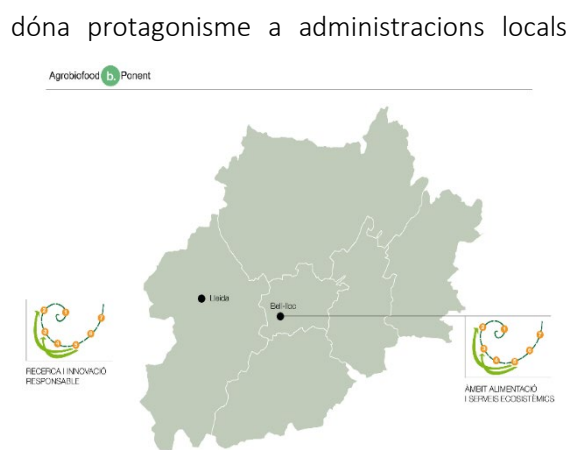 dóna protagonisme a administracions locals
Agrobiofood b. Ponent
Lleida
Bell-lloc
RECERCA I INNOVACIÓ
RESPONSABLE
ÀMBIT ALIMENTACIÓ
I SERVEIS ECOSISTÈMICS